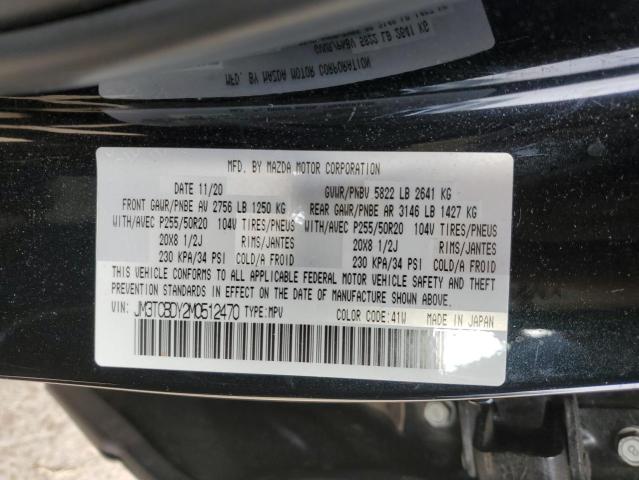 MFD. BY MAZDA MOTOR CORPORATION
DATE 11/20 GVWR/PNBV 5822 LB 2641 KG
FRONT GAWR/PNBE AV 2756 LB 1250 KG REAR GAWR/PNBE AR 3146 LB 1427 KG
WITH/AVEC P255/50R20 104V TIRES/PNEUS WITH/AVEC P255/50R20 104V TIRES/PNEUS
20X8 1/2J RIMS/JANTES 20X8 1/2J RIMS/JANTES
230 KPA/34 PSI COLD/A FROID 230 KPA/34 PSI COLD/A FROID
THIS VEHICLE CONFORMS TO ALL APPLICABLE FEDERAL MOTOR VEHICLE SAFETY AND THEFT
PREVENTION STANDARDS IN EFFECT ON THE DATE OF MANUFACTURE SHOWN ABOVE.
VIN: JM3TCBDY2M0512470 TYPE:MPV COLOR CODE:41W MADE IN JAPAN